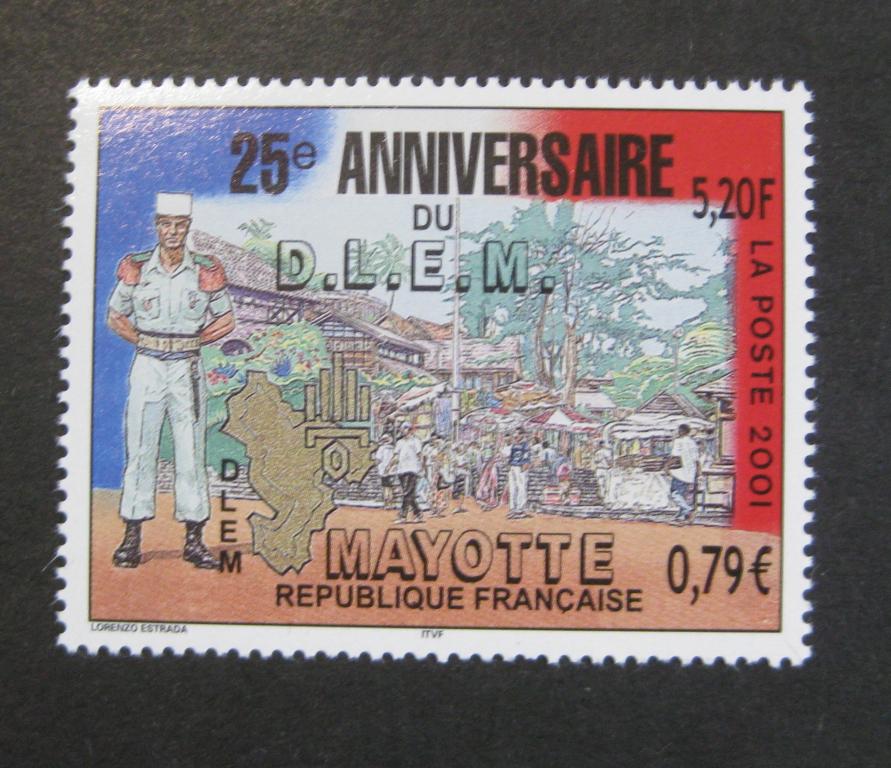 25e ANNIVERSAIRE
DU
D.L.E.M.
5,20F
LA POSTE 2001
DLEM
MAYOTTE
REPUBLIQUE FRANÇAISE
0,79€
LORENZO ESTRADA
ITVF